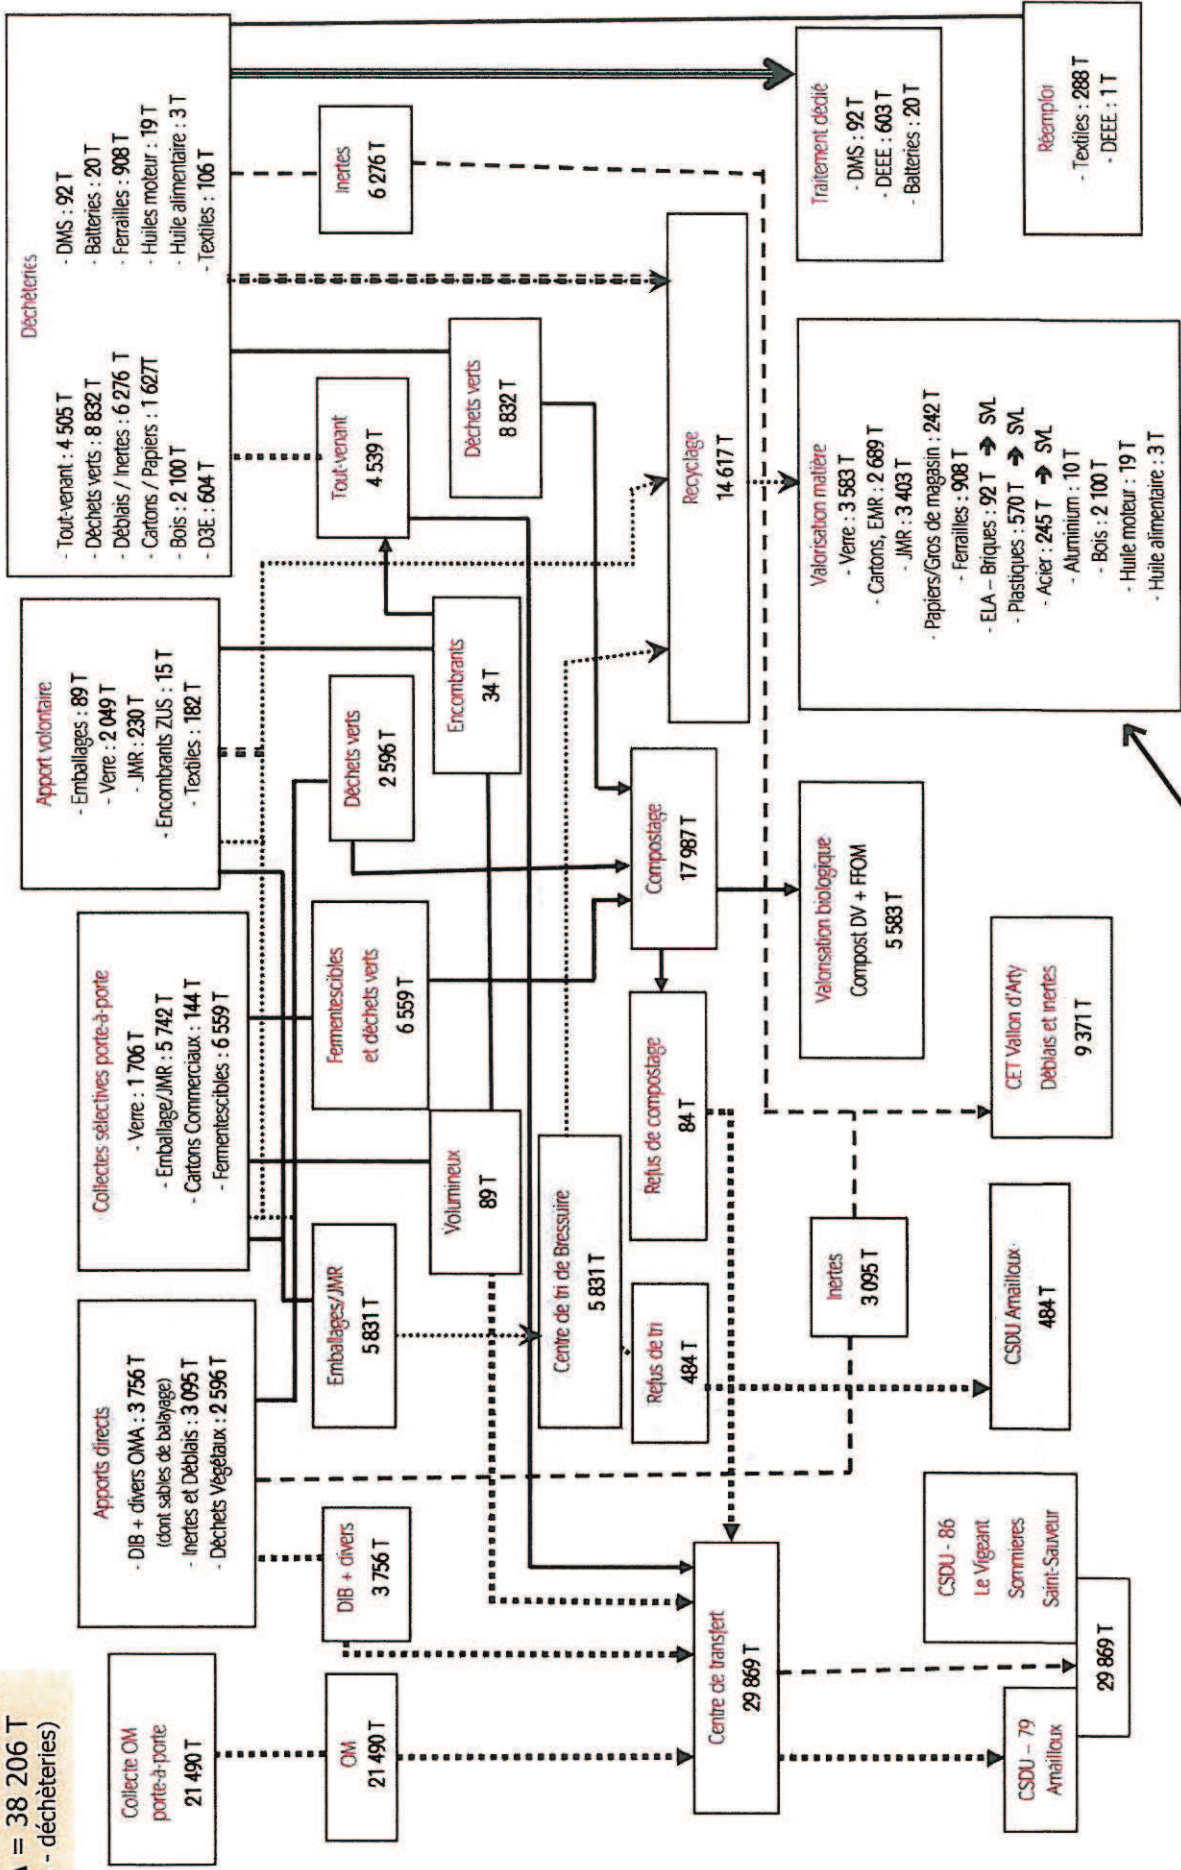 A = 38 206 T
- déchèteries)
Collecte OM
porte-à-porte
21 490 T
Apports directs
- DIB + divers OMA : 3 756 T
(dont sables de balayage)
- Inertes et Déblais : 3 095 T
- Déchets Végétaux : 2 596 T
Collectes sélectives porte-à-porte
- Verre : 1 706 T
- Emballage/JMR : 5 742 T
- Cartons Commerciaux : 144 T
- Fermentescibles : 6 559 T
Apport volontaire
- Emballages : 89 T
- Verre : 2 049 T
- JMR : 230 T
- Encombrants ZUS : 15 T
- Textiles : 182 T
Déchèteries
- Tout-venant : 4 505 T
- Déchets verts : 8 832 T
- Déblais / Inertes : 6 276 T
- Cartons / Papiers : 1 627T
- Bois : 2 100 T
- D3E : 604 T
- DMS : 92 T
- Batteries : 20 T
- Ferrailles : 908 T
- Huiles moteur : 19 T
- Huile alimentaire : 3 T
- Textiles : 106 T
OM
21 490 T
DIB + divers
3 756 T
Emballages/JMR
5 831 T
Fermentescibles
et déchets verts
6 559 T
Déchets verts
2 596 T
Tout-venant
4 539 T
Inertes
6 276 T
Volumineux
89 T
Encombrants
34 T
Déchets verts
8 832 T
Centre de tri de Bressuire
5 831 T
Refus de tri
484 T
Refus de compostage
84 T
Compostage
17 987 T
Recyclage
14 617 T
Centre de transfert
29 869 T
Inertes
3 095 T
Valorisation biologique
Compost DV + FFOM
5 583 T
Valorisation matière
- Verre : 3 583 T
- Cartons, EMR : 2 689 T
- JMR : 3 403 T
- Papiers/Gros de magasin : 242 T
- Ferrailles : 908 T
- ELA – Briques : 92 T ➔ SVL
- Plastiques : 570 T ➔ SVL
- Acier : 245 T ➔ SVL
- Aluminium : 10 T
- Bois : 2 100 T
- Huile moteur : 19 T
- Huile alimentaire : 3 T
Traitement dédié
- DMS : 92 T
- DEEE : 603 T
- Batteries : 20 T
CSDU – 79
Amailloux
CSDU - 86
Le Vigeant
Sommieres
Saint-Sauveur
29 869 T
CSDU Amailloux
484 T
CET Vallon d'Arty
Déblais et inertes
9 371 T
Réemploi
- Textiles : 288 T
- DEEE : 1 T